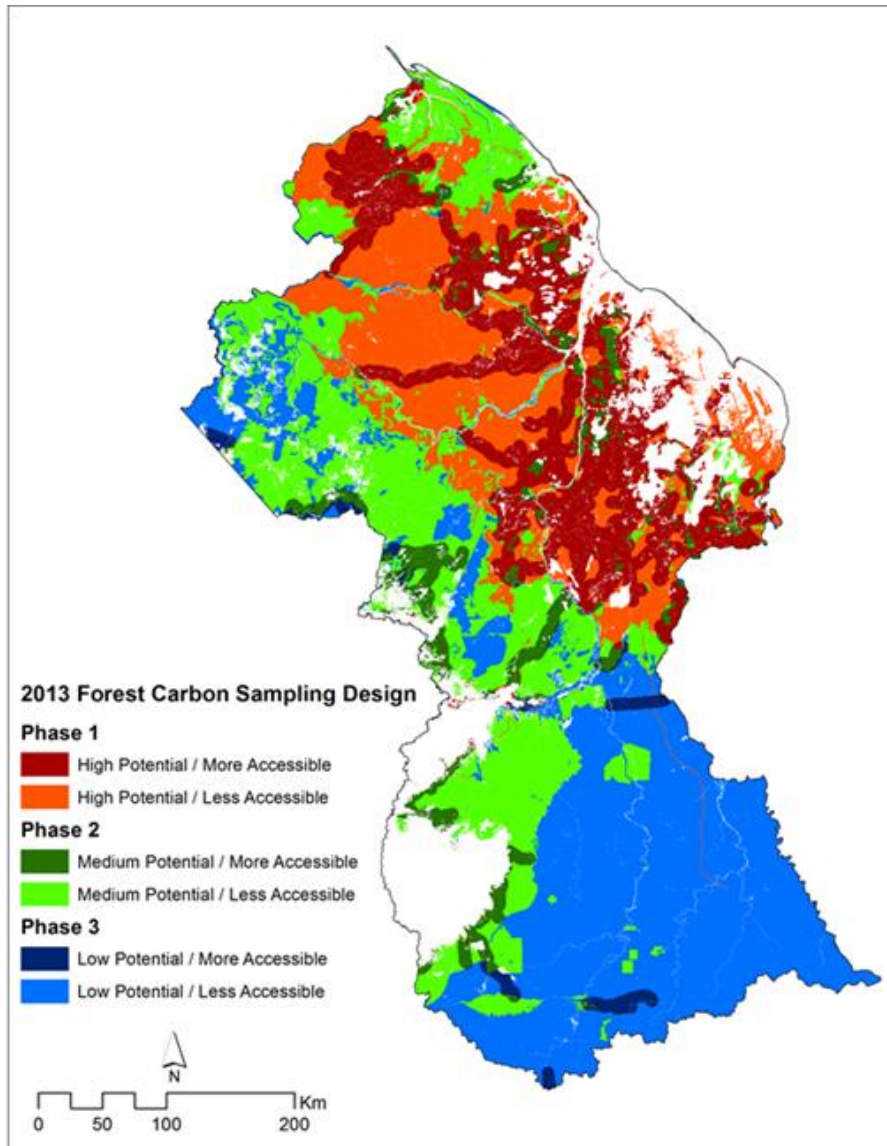 2013 Forest Carbon Sampling Design
Phase 1
High Potential / More Accessible
High Potential / Less Accessible
Phase 2
Medium Potential / More Accessible
Medium Potential / Less Accessible
Phase 3
Low Potential / More Accessible
Low Potential / Less Accessible
N
Km
0 50 100 200